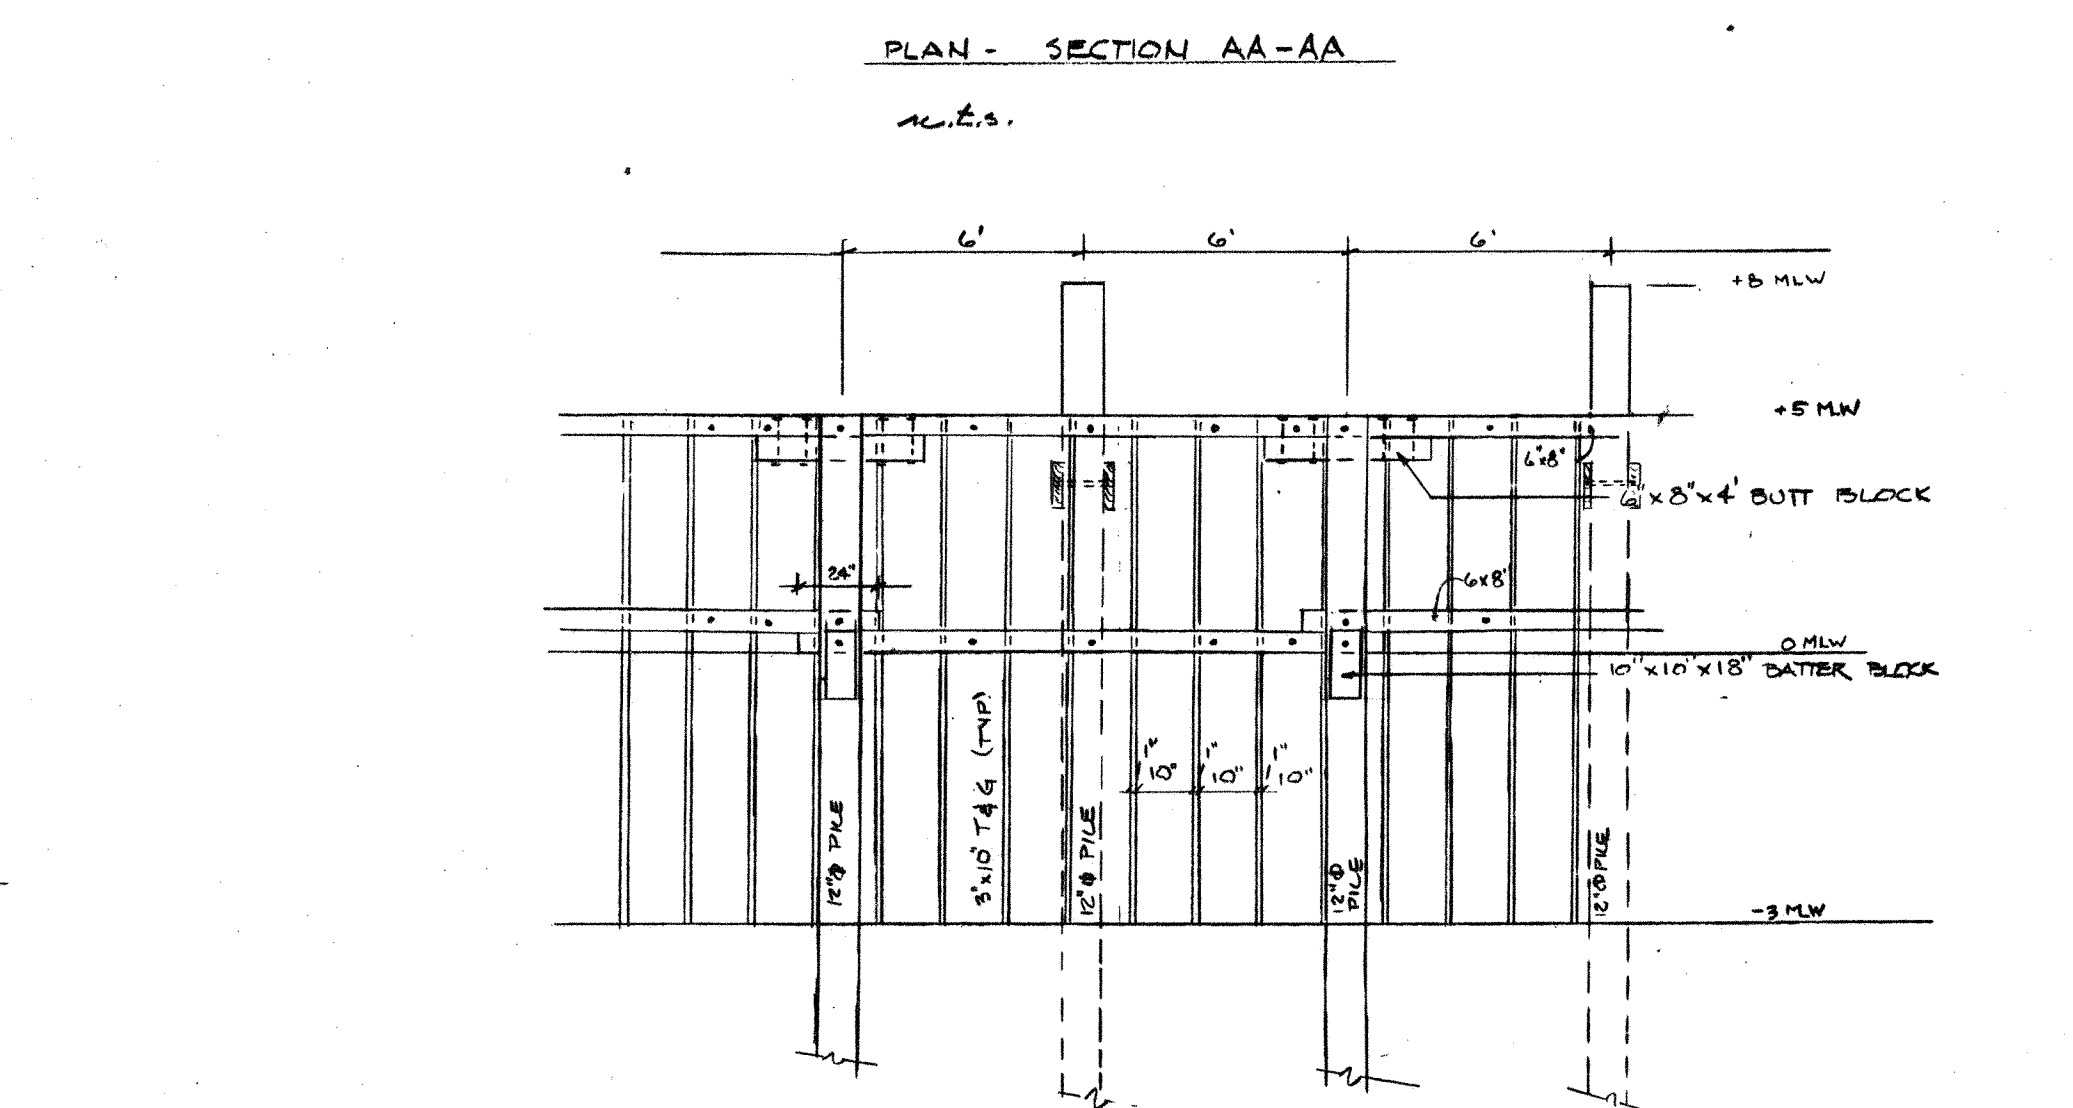 PLAN - SECTION AA-AA
n.t.s.
6' 6' 6'
+8 MLW
+5 MLW
6"x8"
6"x8"x4' BUTT BLOCK
24"
6x8"
0 MLW
10"x10"x18" BATTER BLOCK
1" 1" 1"
10" 10" 10"
12"Φ PILE
3"x10" T&G (TYP)
12"Φ PILE
12"Φ
PILE
12"Φ PILE
-3 MLW